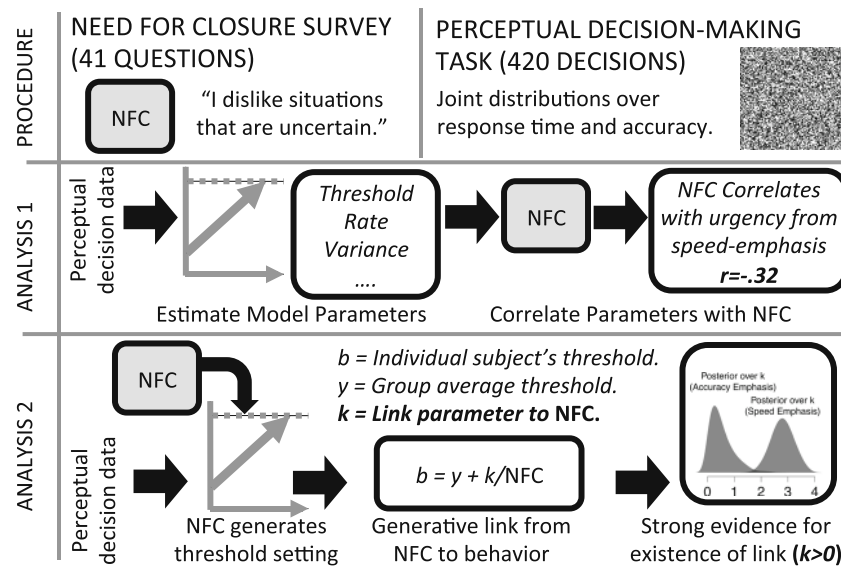 PROCEDURE
NEED FOR CLOSURE SURVEY
(41 QUESTIONS)
NFC
“I dislike situations
that are uncertain.”
PERCEPTUAL DECISION-MAKING
TASK (420 DECISIONS)
Joint distributions over
response time and accuracy.
ANALYSIS 1
Perceptual
decision data
Threshold
Rate
Variance
....
Estimate Model Parameters
NFC
NFC Correlates
with urgency from
speed-emphasis
r=-.32
Correlate Parameters with NFC
ANALYSIS 2
Perceptual
decision data
NFC
NFC generates
threshold setting
b = Individual subject’s threshold.
y = Group average threshold.
k = Link parameter to NFC.
b = y + k/NFC
Generative link from
NFC to behavior
Posterior over k
(Accuracy Emphasis)
Posterior over k
(Speed Emphasis)
0 1 2 3 4
Strong evidence for
existence of link (k>0)